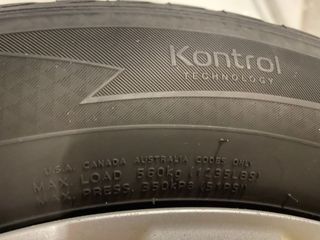 Kontrol
TECHNOLOGY
U.S.A. CANADA AUSTRALIA CODES ONLY
MAX. LOAD 560kg (1235LBS)
MAX. PRESS. 350KPa (51PSI)